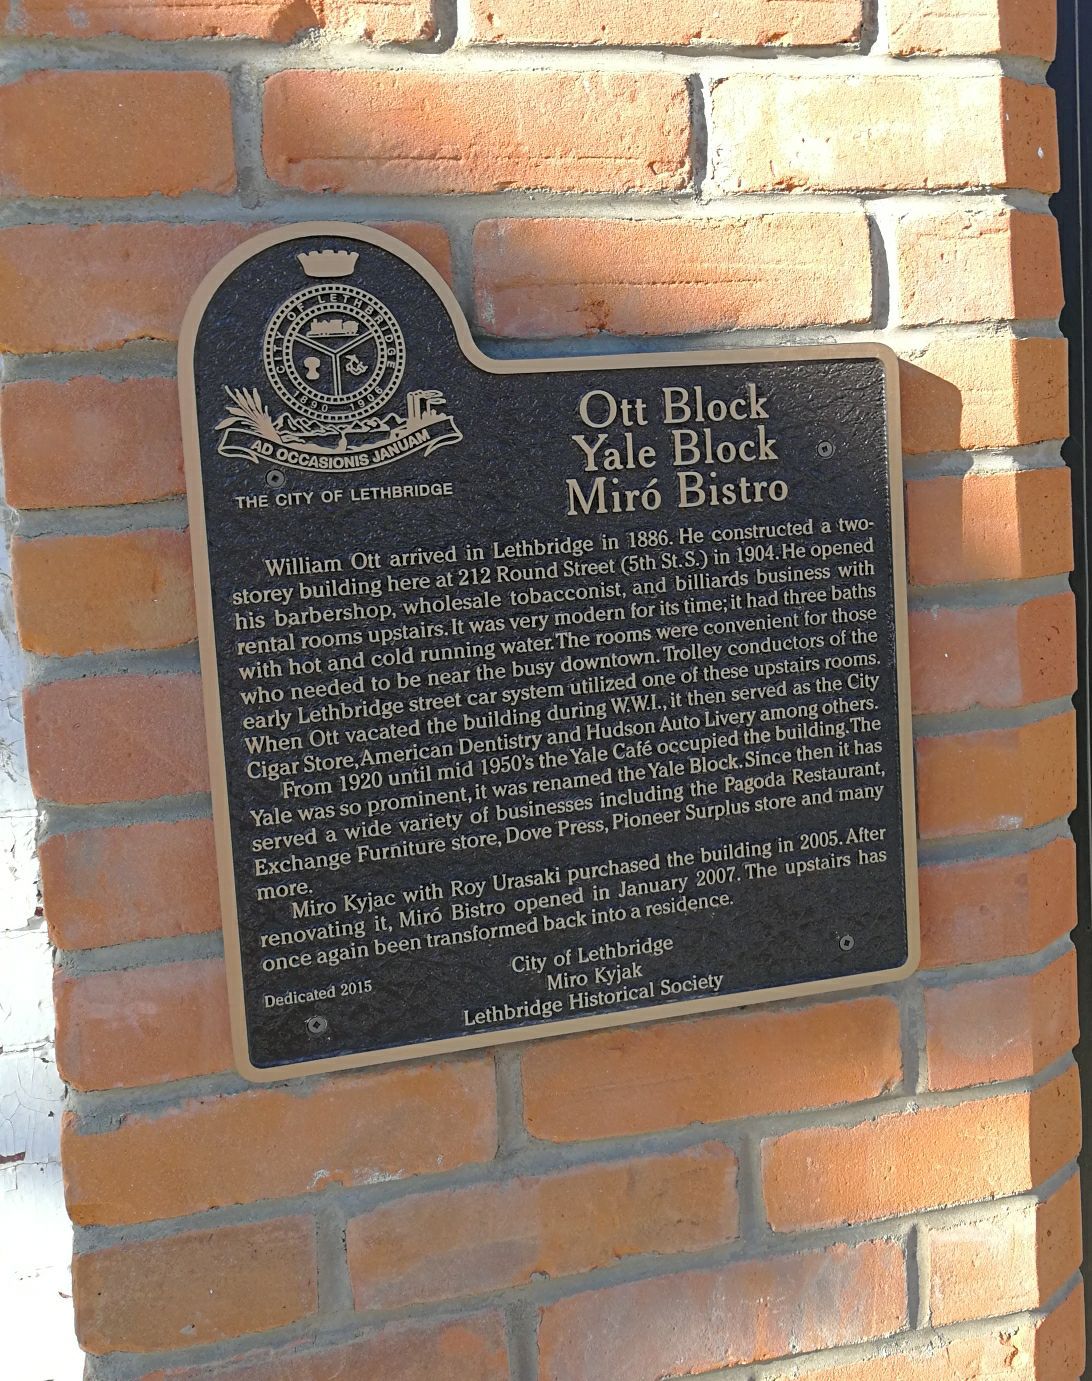 CITY OF LETHBRIDGE
1890 1906
AD OCCASIONIS JANUAM
THE CITY OF LETHBRIDGE
Ott Block
Yale Block
Miró Bistro
William Ott arrived in Lethbridge in 1886. He constructed a two-
storey building here at 212 Round Street (5th St.S.) in 1904. He opened
his barbershop, wholesale tobacconist, and billiards business with
rental rooms upstairs. It was very modern for its time; it had three baths
with hot and cold running water. The rooms were convenient for those
who needed to be near the busy downtown. Trolley conductors of the
early Lethbridge street car system utilized one of these upstairs rooms.
When Ott vacated the building during W.W.I., it then served as the City
Cigar Store, American Dentistry and Hudson Auto Livery among others.
From 1920 until mid 1950's the Yale Café occupied the building. The
Yale was so prominent, it was renamed the Yale Block. Since then it has
served a wide variety of businesses including the Pagoda Restaurant,
Exchange Furniture store, Dove Press, Pioneer Surplus store and many
more.
Miro Kyjac with Roy Urasaki purchased the building in 2005. After
renovating it, Miró Bistro opened in January 2007. The upstairs has
once again been transformed back into a residence.
City of Lethbridge
Miro Kyjak
Lethbridge Historical Society
Dedicated 2015